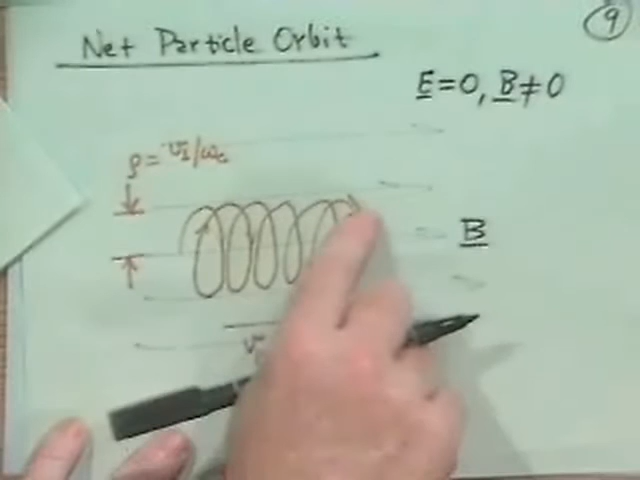 9
Net Particle Orbit
E=0, B≠0
ρ = v⊥/ωc
B
v